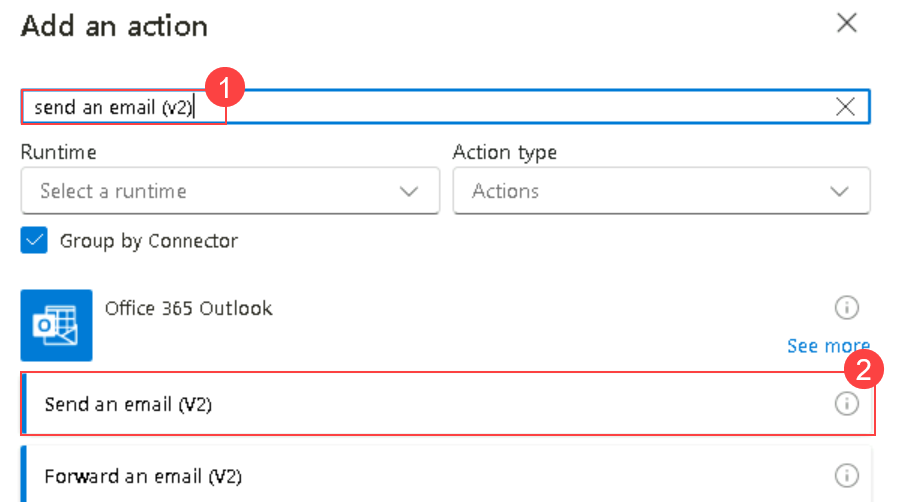 Add an action
1
send an email (v2)
Runtime
Action type
Select a runtime
Actions
Group by Connector
Office 365 Outlook
See more
2
Send an email (V2)
Forward an email (V2)